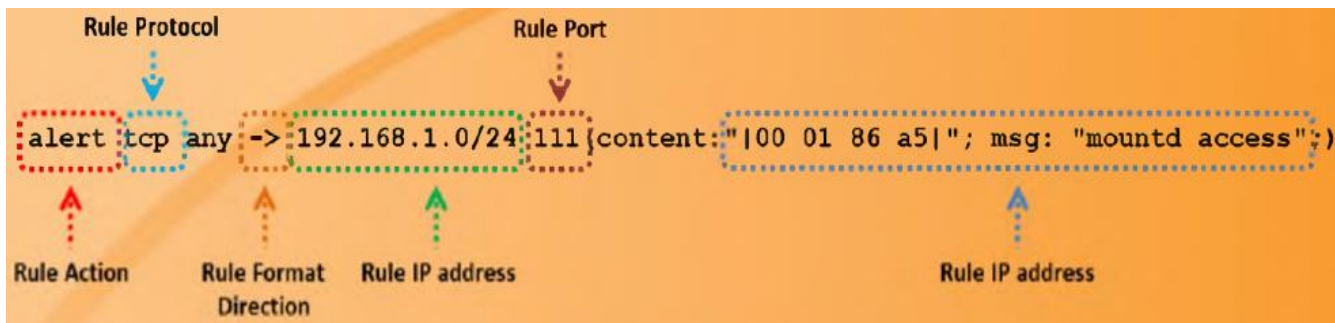 Rule Protocol
Rule Port
alert tcp any -> 192.168.1.0/24 111 (content:"|00 01 86 a5|"; msg: "mountd access";)
Rule Action
Rule Format
Direction
Rule IP address
Rule IP address